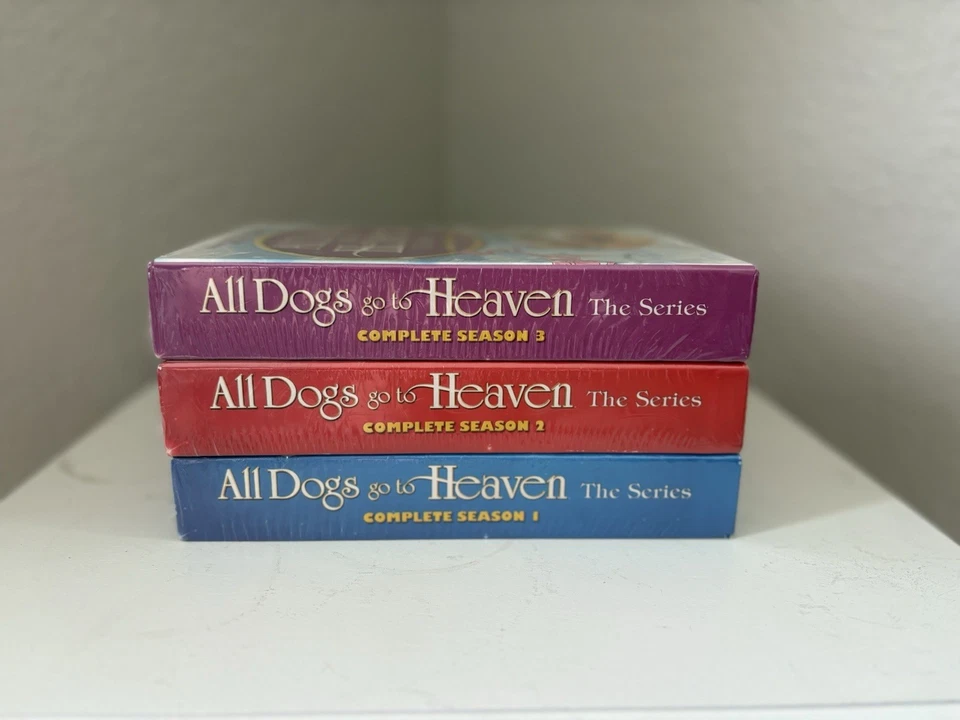 All Dogs go to Heaven The Series
COMPLETE SEASON 3
All Dogs go to Heaven The Series
COMPLETE SEASON 2
All Dogs go to Heaven The Series
COMPLETE SEASON 1